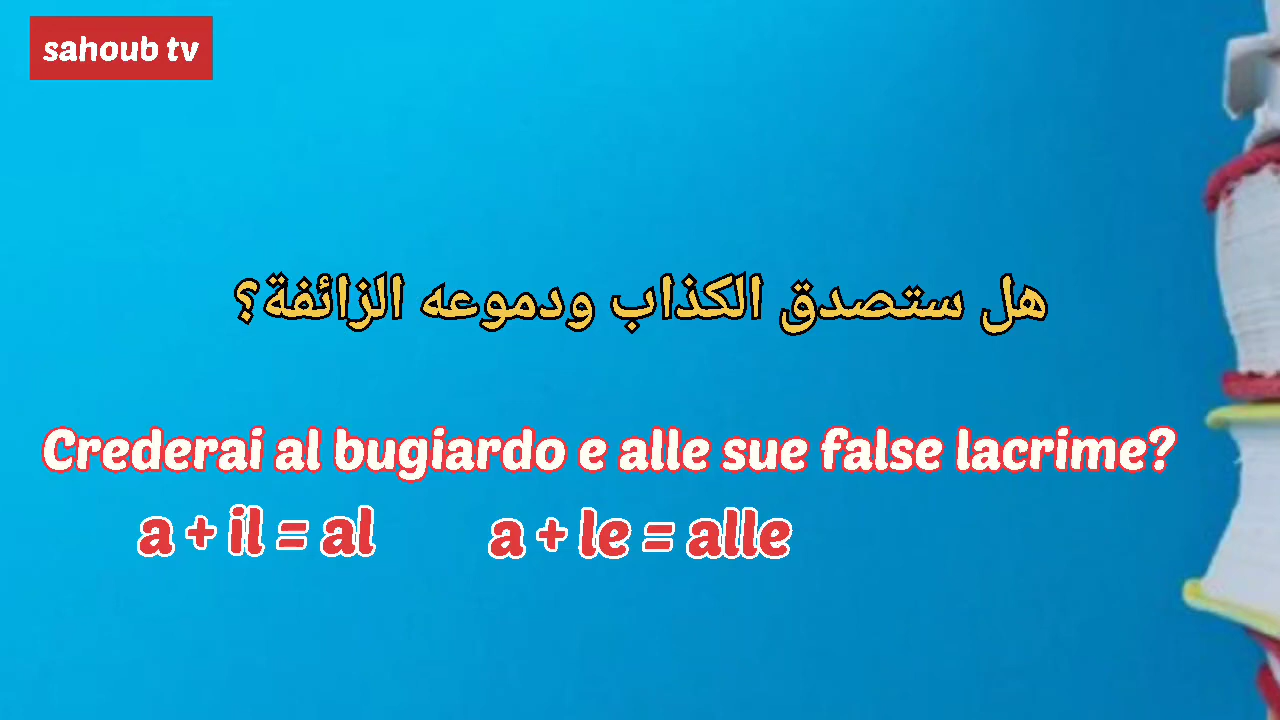 sahoub tv
هل ستصدق الكذاب ودموعه الزائفة؟
Crederai al bugiardo e alle sue false lacrime?
a + il = al a + le = alle